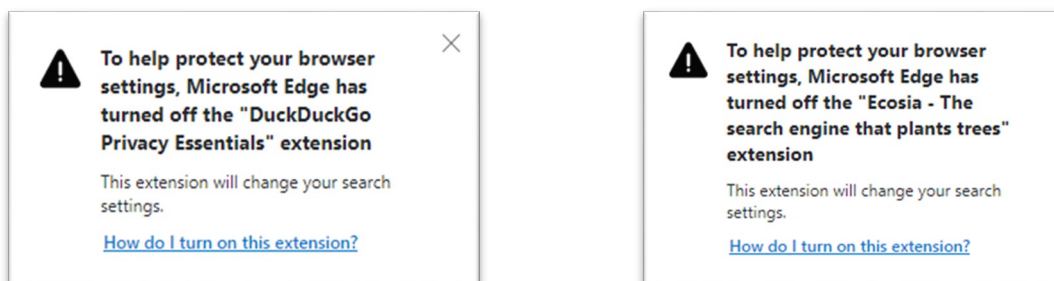 To help protect your browser
settings, Microsoft Edge has
turned off the "DuckDuckGo
Privacy Essentials" extension
This extension will change your search
settings.
How do I turn on this extension?
To help protect your browser
settings, Microsoft Edge has
turned off the "Ecosia - The
search engine that plants trees"
extension
This extension will change your search
settings.
How do I turn on this extension?